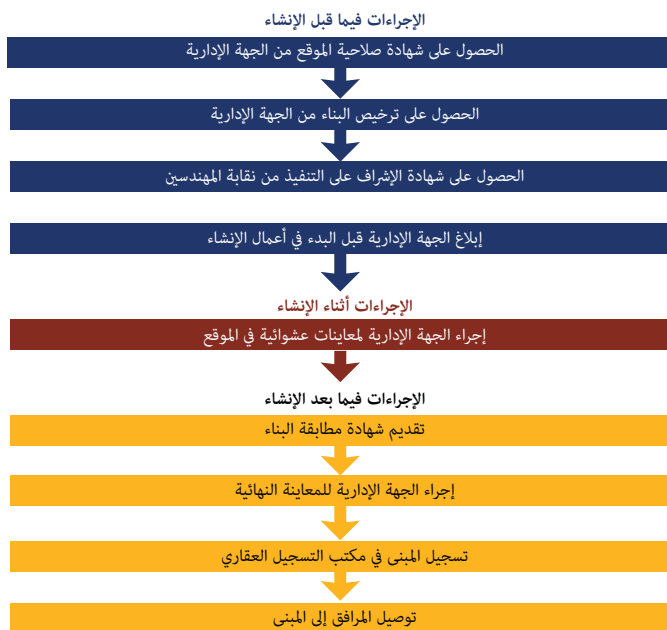 الإجراءات فيما قبل الإنشاء
الحصول على شهادة صلاحية الموقع من الجهة الإدارية
الحصول على ترخيص البناء من الجهة الإدارية
الحصول على شهادة الإشراف على التنفيذ من نقابة المهندسين
إبلاغ الجهة الإدارية قبل البدء في أعمال الإنشاء
الإجراءات أثناء الإنشاء
إجراء الجهة الإدارية لمعاينات عشوائية في الموقع
الإجراءات فيما بعد الإنشاء
تقديم شهادة مطابقة البناء
إجراء الجهة الإدارية للمعاينة النهائية
تسجيل المبنى في مكتب التسجيل العقاري
توصيل المرافق إلى المبنى